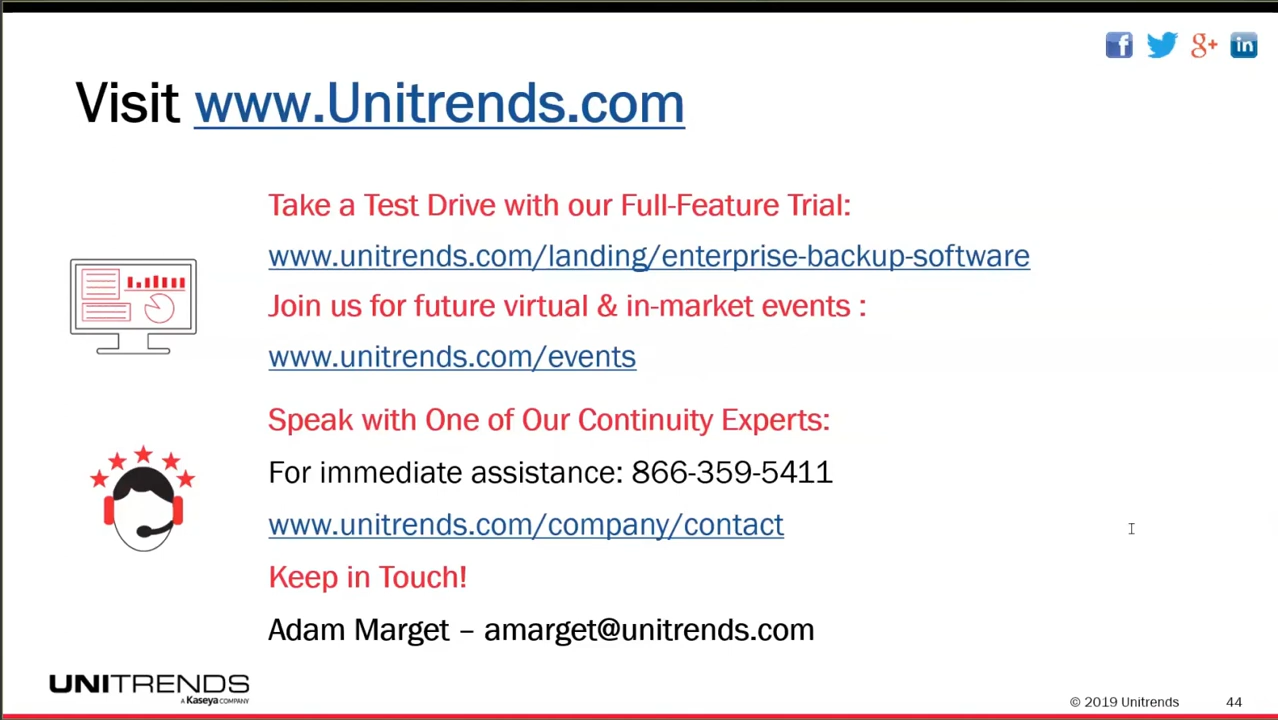 Visit www.Unitrends.com
Take a Test Drive with our Full-Feature Trial:
www.unitrends.com/landing/enterprise-backup-software
Join us for future virtual & in-market events :
www.unitrends.com/events
Speak with One of Our Continuity Experts:
For immediate assistance: 866-359-5411
www.unitrends.com/company/contact
Keep in Touch!
Adam Marget – amarget@unitrends.com
UNITRENDS
A Kaseya COMPANY
© 2019 Unitrends 44
f g+ in